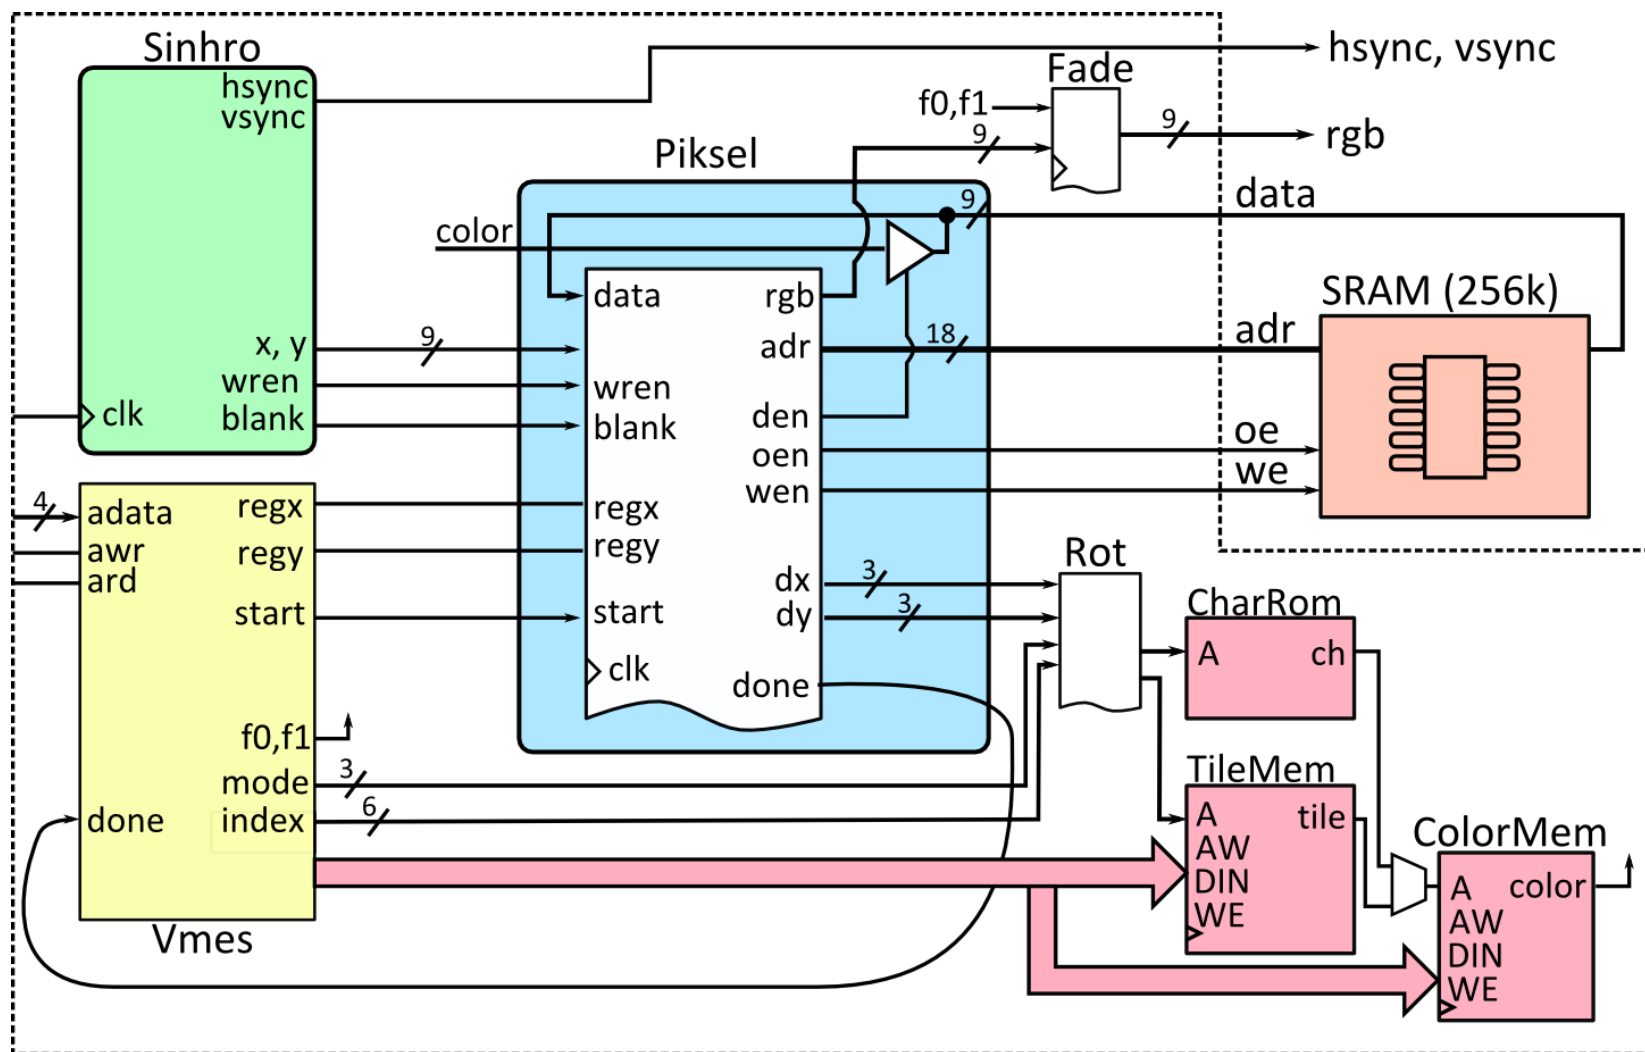 Sinhro
hsync
vsync
x, y
wren
blank
clk
9
hsync, vsync
Fade
f0,f1
9
9
rgb
Piksel
color
9
data
data
rgb
adr
18
adr
wren
blank
den
oen
oe
wen
we
regx
regy
start
clk
dx
3
dy
3
done
SRAM (256k)
4
adata
awr
ard
regx
regy
start
f0,f1
mode
3
done
index
6
Vmes
Rot
CharRom
A
ch
TileMem
A
tile
AW
DIN
WE
ColorMem
A
color
AW
DIN
WE